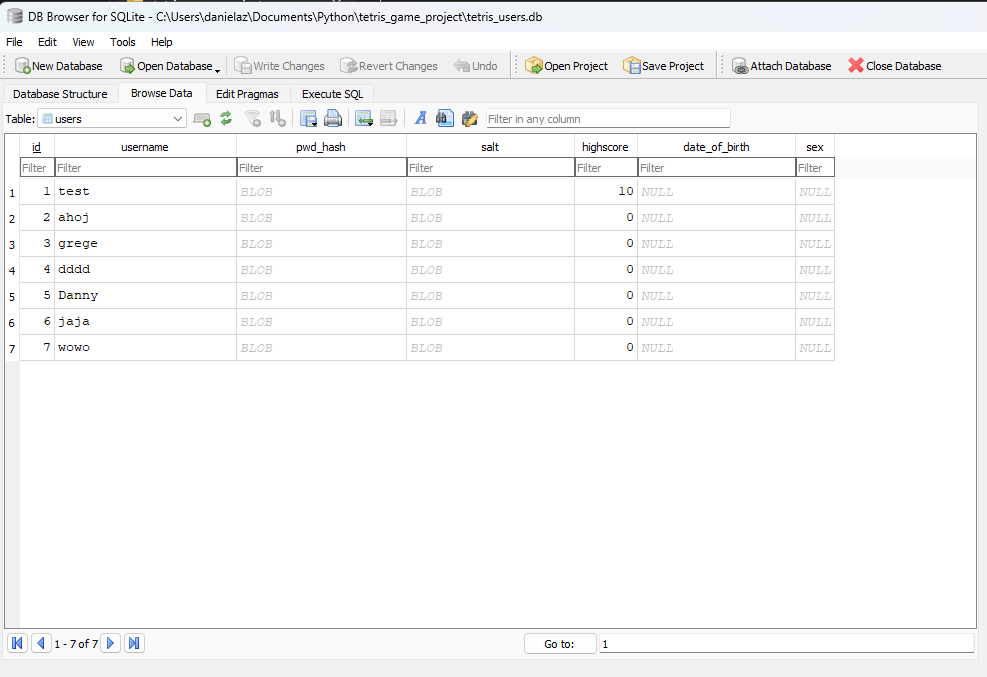 DB Browser for SQLite - C:\Users\danielaz\Documents\Python\tetris_game_project\tetris_users.db
File Edit View Tools Help
New Database Open Database Write Changes Revert Changes Undo Open Project Save Project Attach Database Close Database
Database Structure Browse Data Edit Pragmas Execute SQL
Table: users Filter in any column
id username pwd_hash salt highscore date_of_birth sex
Filter Filter Filter Filter Filter Filter Filter
1 1 test BLOB BLOB 10 NULL NULL
2 2 ahoj BLOB BLOB 0 NULL NULL
3 3 grege BLOB BLOB 0 NULL NULL
4 4 dddd BLOB BLOB 0 NULL NULL
5 5 Danny BLOB BLOB 0 NULL NULL
6 6 jaja BLOB BLOB 0 NULL NULL
7 7 wowo BLOB BLOB 0 NULL NULL
1 - 7 of 7 Go to: 1